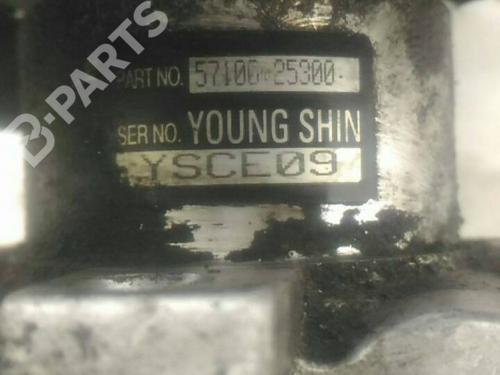 B-PARTS
PART NO. 57100-25300
SER NO. YOUNG SHIN
YSCE09